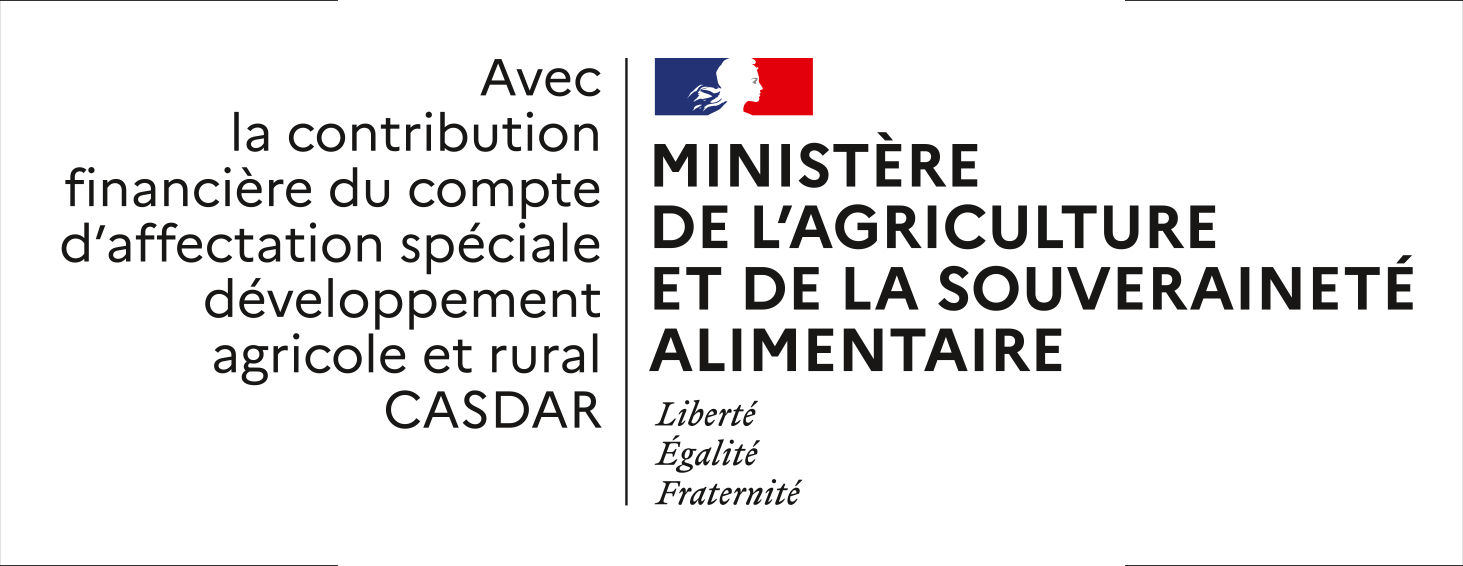 Avec
la contribution
financière du compte
d’affectation spéciale
développement
agricole et rural
CASDAR
MINISTÈRE
DE L’AGRICULTURE
ET DE LA SOUVERAINETÉ
ALIMENTAIRE
Liberté
Égalité
Fraternité